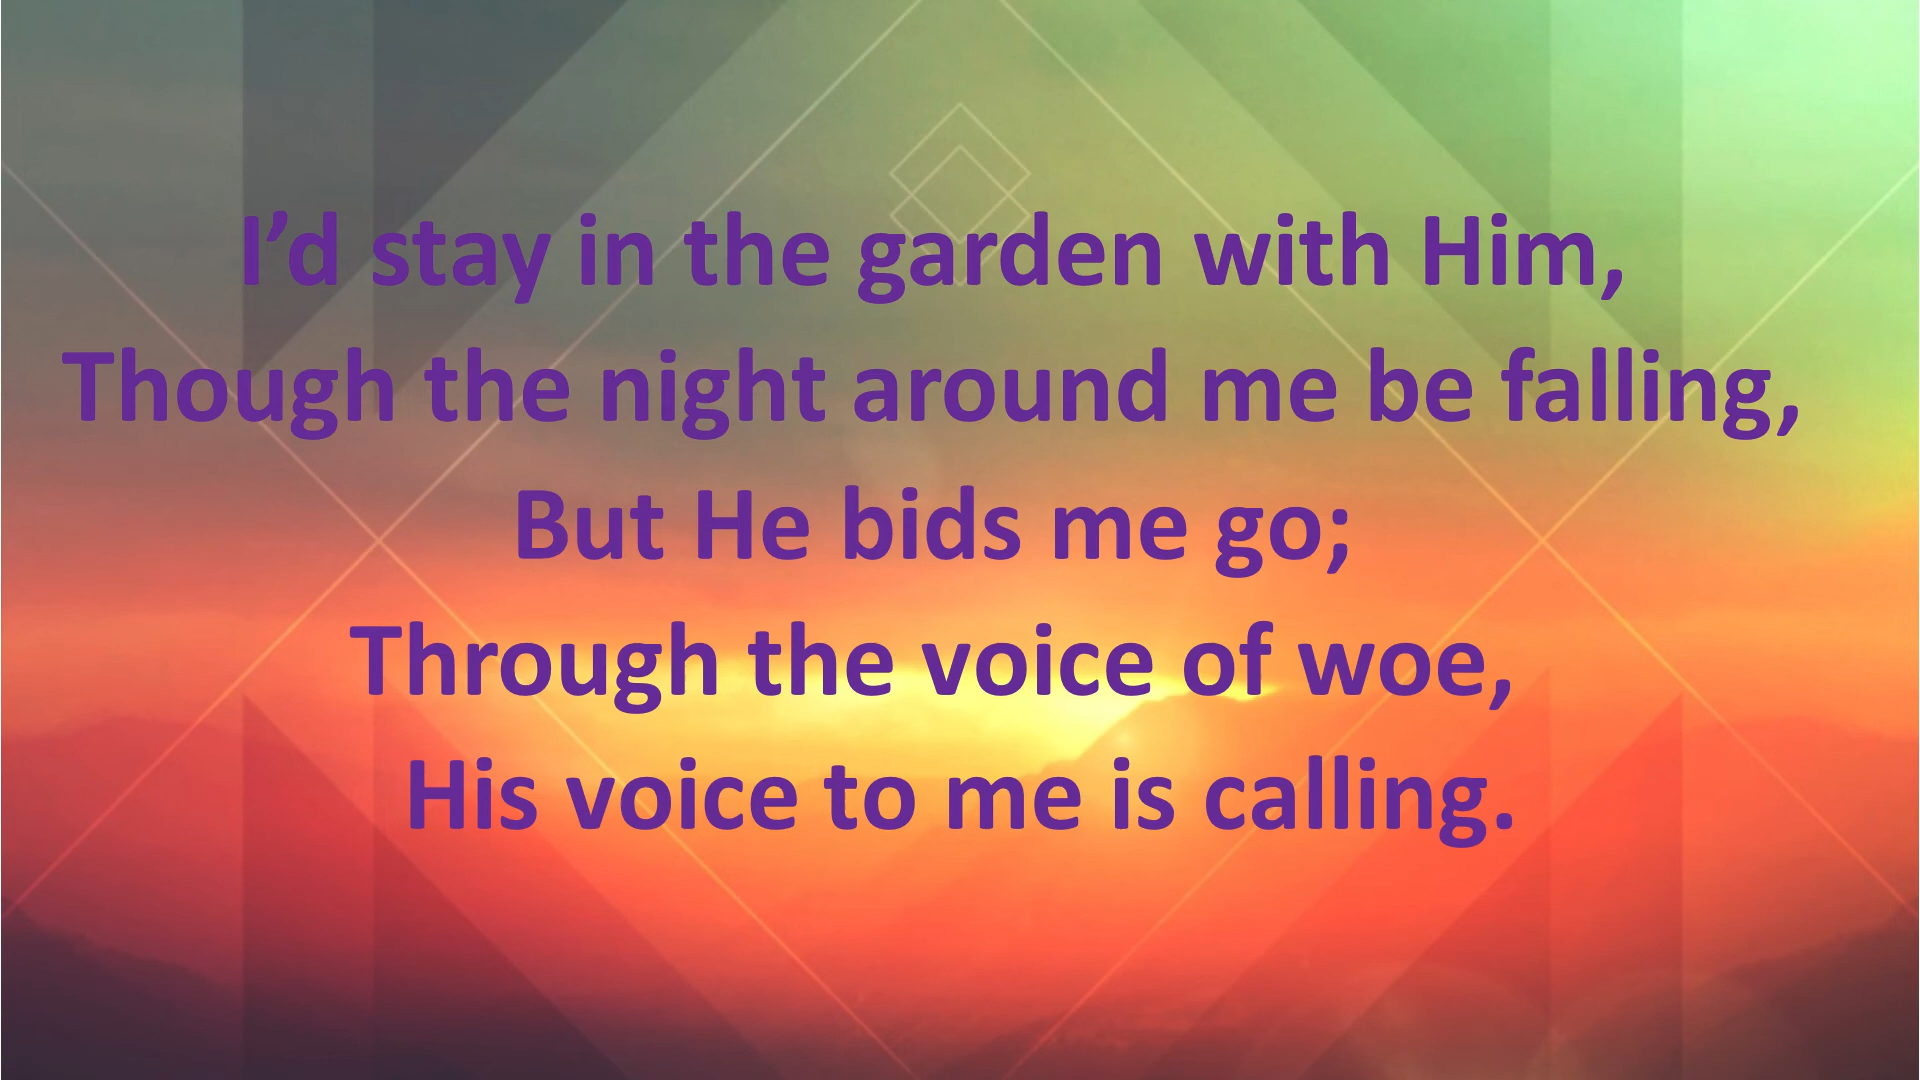 I’d stay in the garden with Him,
Though the night around me be falling,
But He bids me go;
Through the voice of woe,
His voice to me is calling.